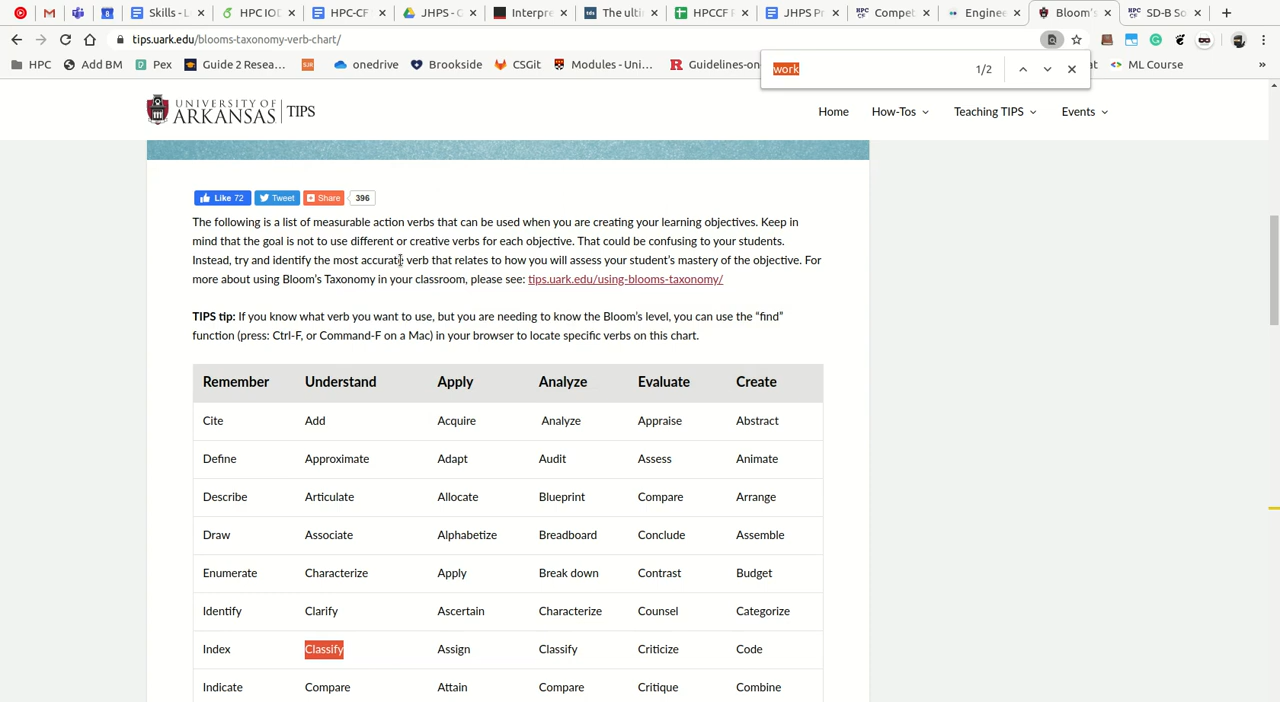 Skills - L
HPC IOD
HPC-CF
JHPS - C
Interpre
The ulti
HPCCF F
JHPS Pr
Compet
Enginee
Bloom's
SD-B So
tips.uark.edu/blooms-taxonomy-verb-chart/
HPC
Add BM
Pex
Guide 2 Resea...
SJR
onedrive
Brookside
CSGit
Modules - Uni...
Guidelines-on
ML Course
work
1/2
UNIVERSITY OF
ARKANSAS
TIPS
Home
How-Tos
Teaching TIPS
Events
Like 72
Tweet
Share
396
The following is a list of measurable action verbs that can be used when you are creating your learning objectives. Keep in
mind that the goal is not to use different or creative verbs for each objective. That could be confusing to your students.
Instead, try and identify the most accurate verb that relates to how you will assess your student's mastery of the objective. For
more about using Bloom's Taxonomy in your classroom, please see: tips.uark.edu/using-blooms-taxonomy/
TIPS tip: If you know what verb you want to use, but you are needing to know the Bloom's level, you can use the "find"
function (press: Ctrl-F, or Command-F on a Mac) in your browser to locate specific verbs on this chart.
Remember Understand Apply Analyze Evaluate Create
Cite Add Acquire Analyze Appraise Abstract
Define Approximate Adapt Audit Assess Animate
Describe Articulate Allocate Blueprint Compare Arrange
Draw Associate Alphabetize Breadboard Conclude Assemble
Enumerate Characterize Apply Break down Contrast Budget
Identify Clarify Ascertain Characterize Counsel Categorize
Index Classify Assign Classify Criticize Code
Indicate Compare Attain Compare Critique Combine